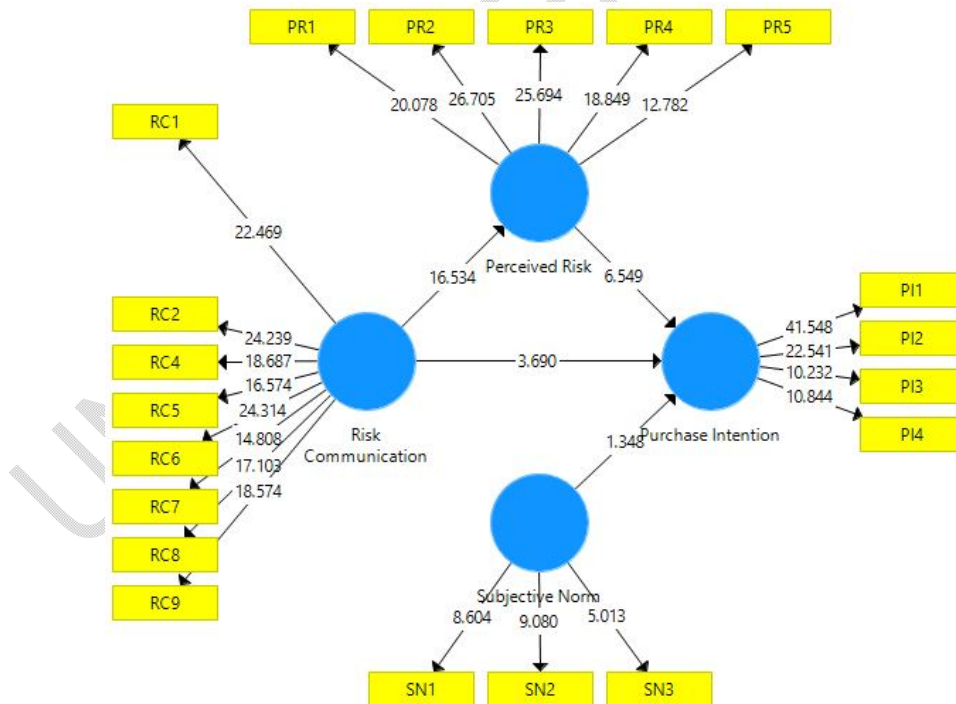 PR1 PR2 PR3 PR4 PR5
20.078 26.705 25.694 18.849 12.782
RC1
22.469
Perceived Risk
16.534 6.549
RC2
RC4
RC5
RC6
RC7
RC8
RC9
24.239
18.687
16.574
24.314
14.808
17.103
18.574
Risk
Communication
3.690
PI1
PI2
PI3
PI4
41.548
22.541
10.232
10.844
Purchase Intention
1.348
Subjective Norm
8.604 9.080 5.013
SN1 SN2 SN3